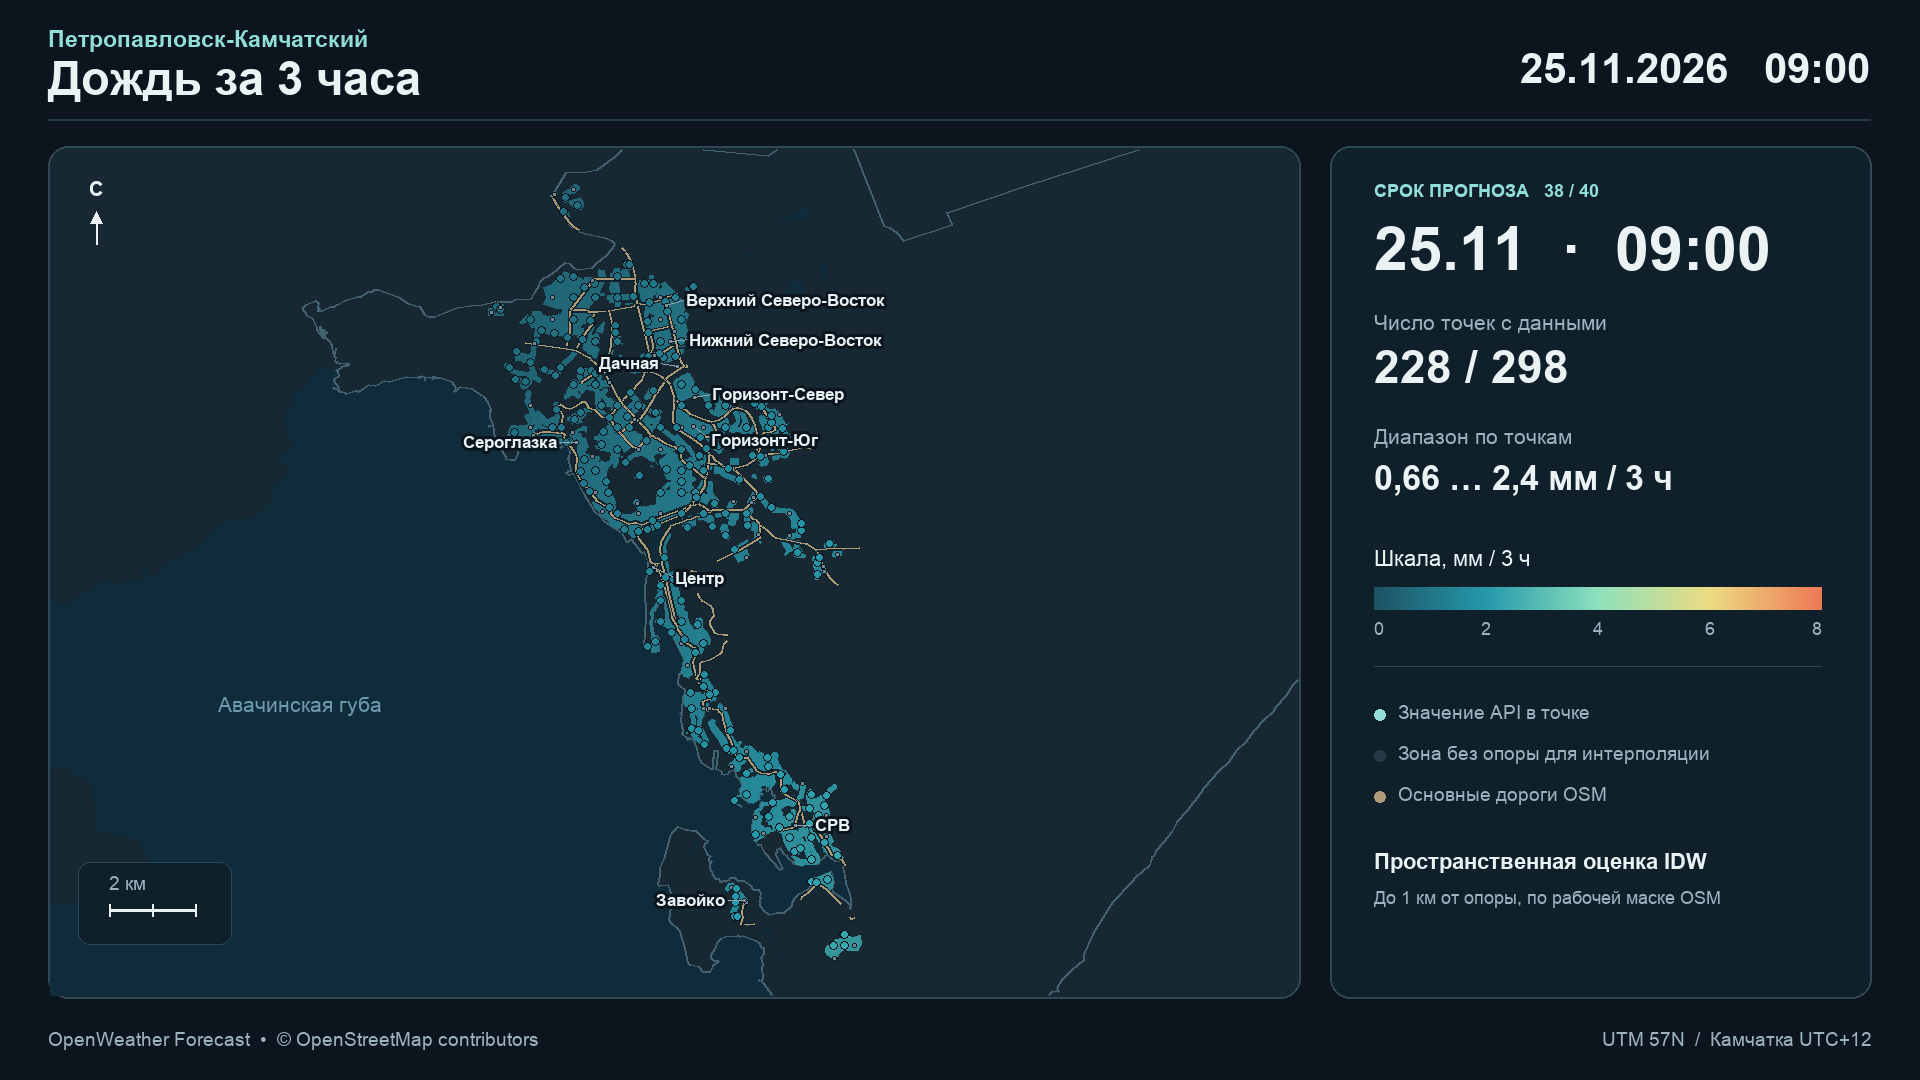 Петропавловск-Камчатский
Дождь за 3 часа
25.11.2026 09:00
С
Верхний Северо-Восток
Нижний Северо-Восток
Дачная
Горизонт-Север
Горизонт-Юг
Сероглазка
Центр
Авачинская губа
СРВ
Завойко
2 км
СРОК ПРОГНОЗА 38 / 40
25.11 · 09:00
Число точек с данными
228 / 298
Диапазон по точкам
0,66 … 2,4 мм / 3 ч
Шкала, мм / 3 ч
0 2 4 6 8
Значение API в точке
Зона без опоры для интерполяции
Основные дороги OSM
Пространственная оценка IDW
До 1 км от опоры, по рабочей маске OSM
OpenWeather Forecast • © OpenStreetMap contributors
UTM 57N / Камчатка UTC+12